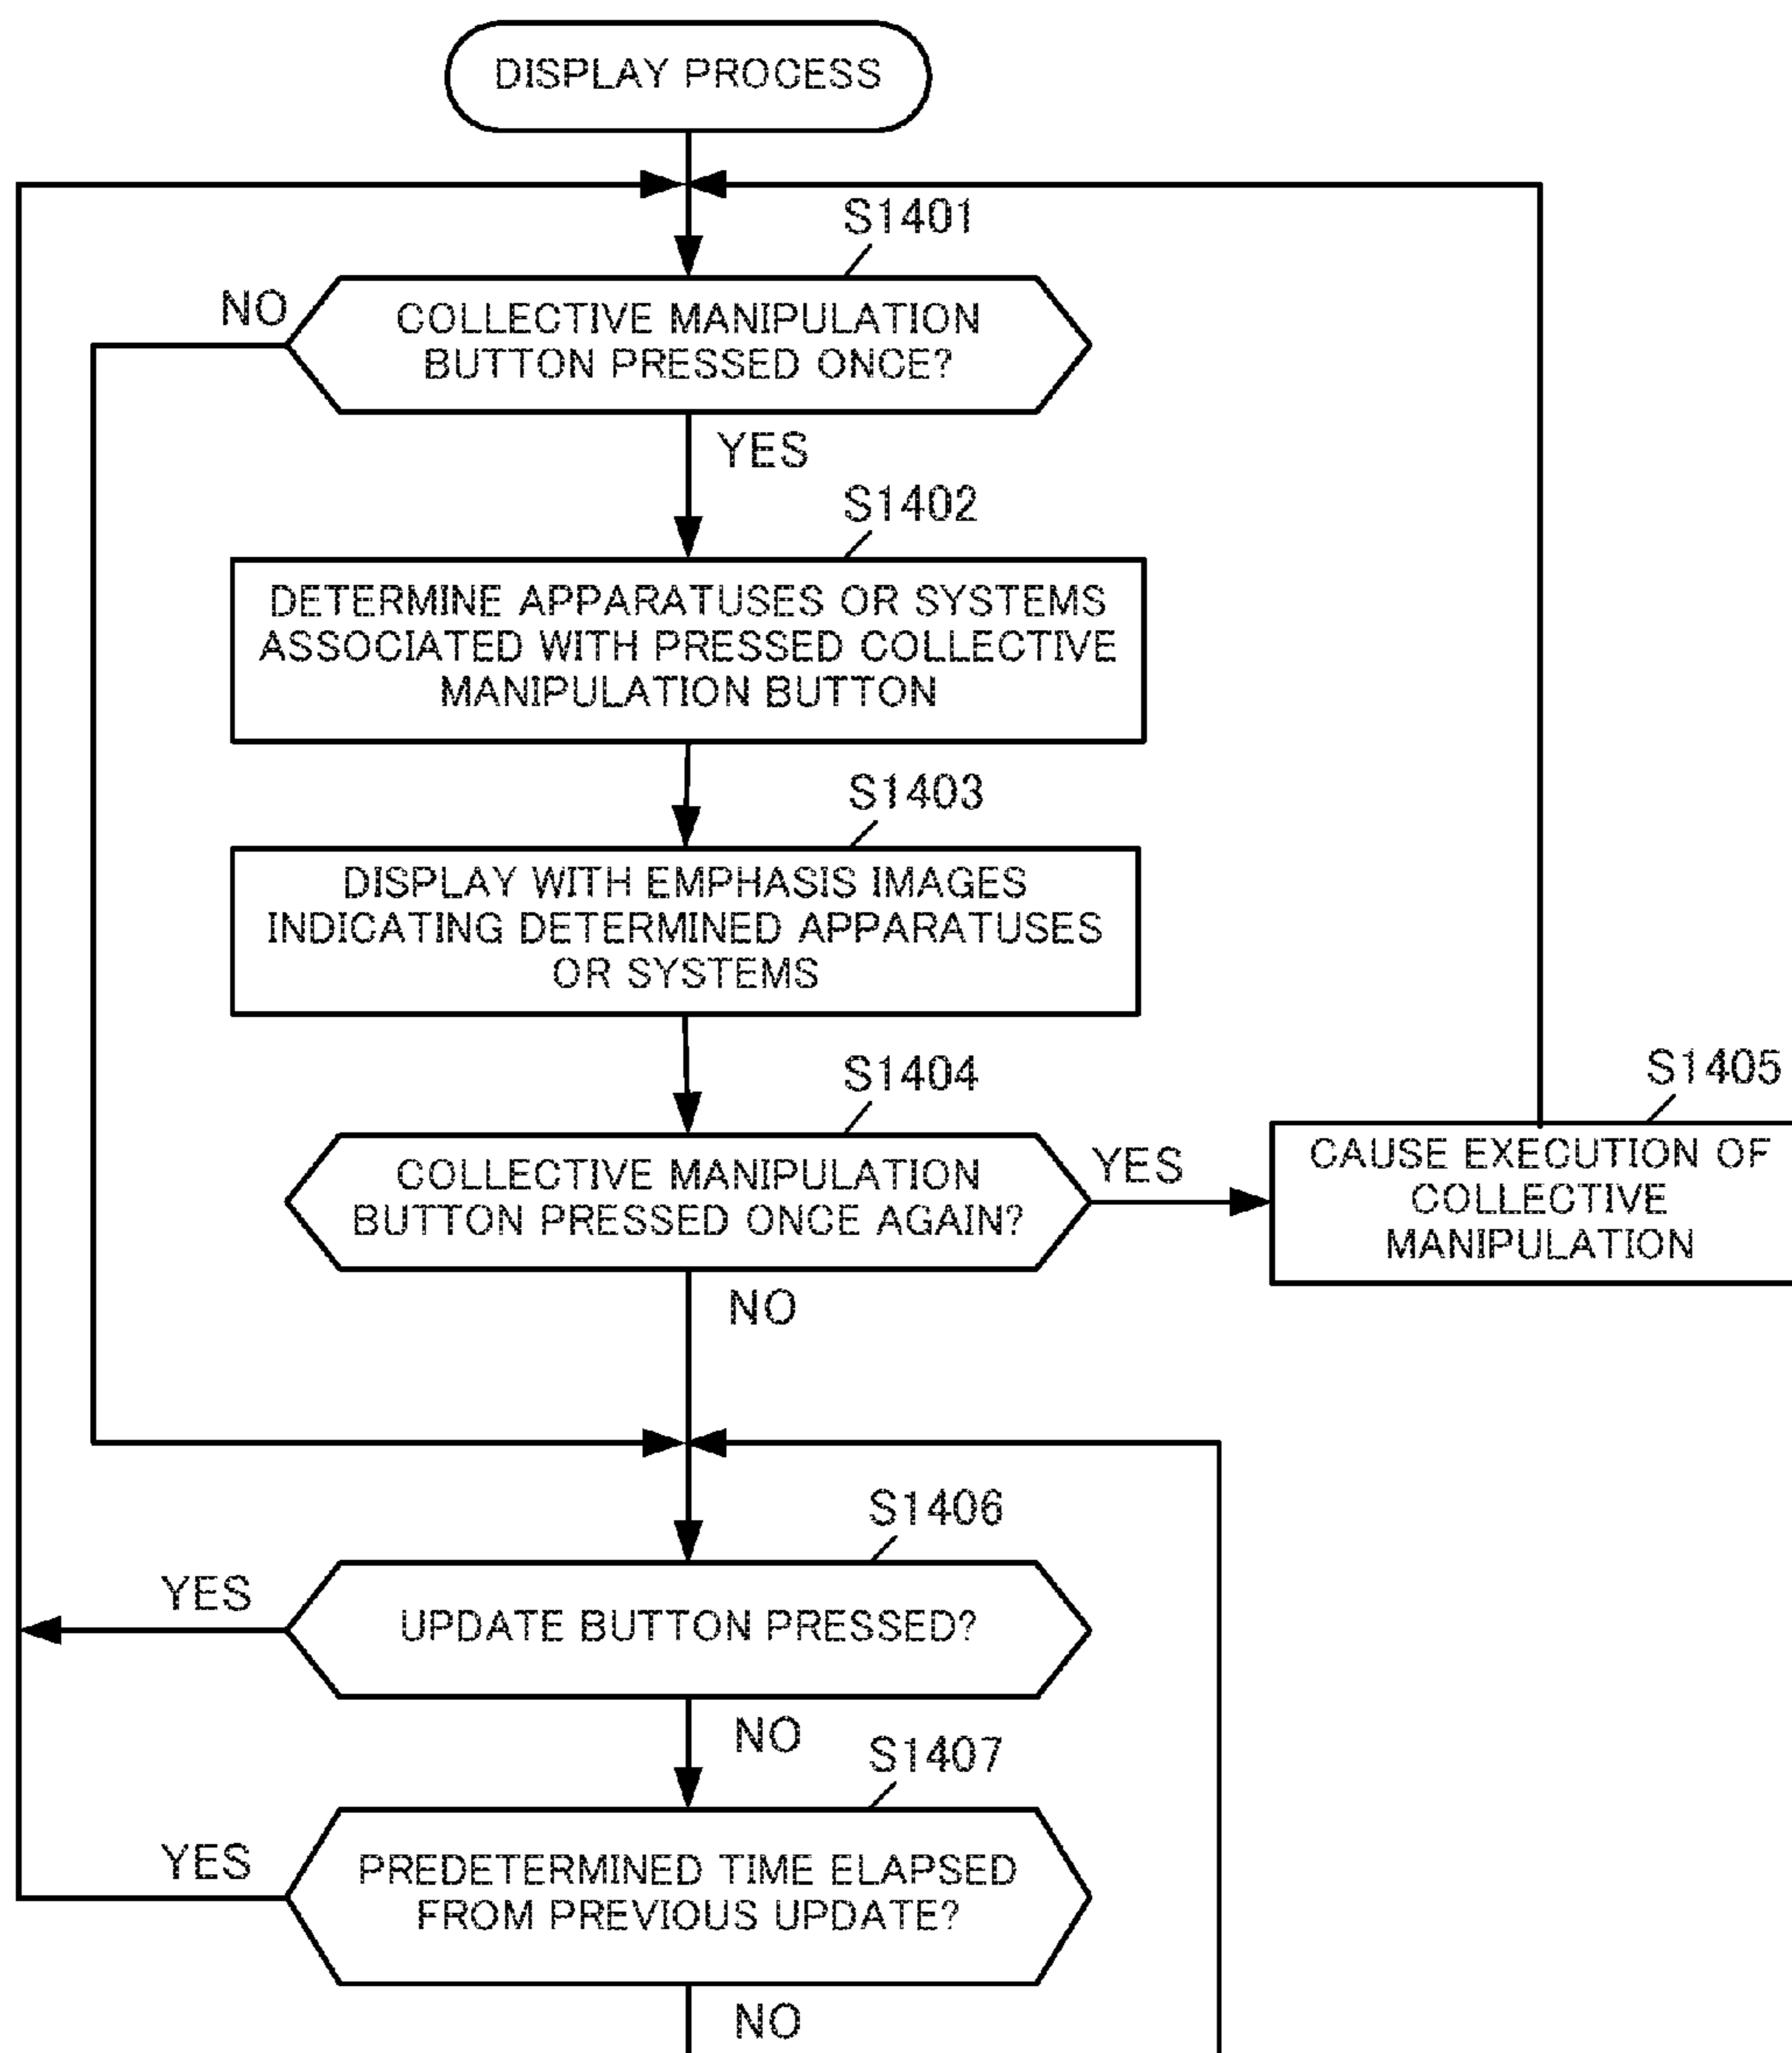 DISPLAY PROCESS
S1401
NO
COLLECTIVE MANIPULATION
BUTTON PRESSED ONCE?
YES
S1402
DETERMINE APPARATUSES OR SYSTEMS
ASSOCIATED WITH PRESSED COLLECTIVE
MANIPULATION BUTTON
S1403
DISPLAY WITH EMPHASIS IMAGES
INDICATING DETERMINED APPARATUSES
OR SYSTEMS
S1404
COLLECTIVE MANIPULATION
BUTTON PRESSED ONCE AGAIN?
YES
S1405
CAUSE EXECUTION OF
COLLECTIVE
MANIPULATION
NO
S1406
YES
UPDATE BUTTON PRESSED?
NO
S1407
YES
PREDETERMINED TIME ELAPSED
FROM PREVIOUS UPDATE?
NO